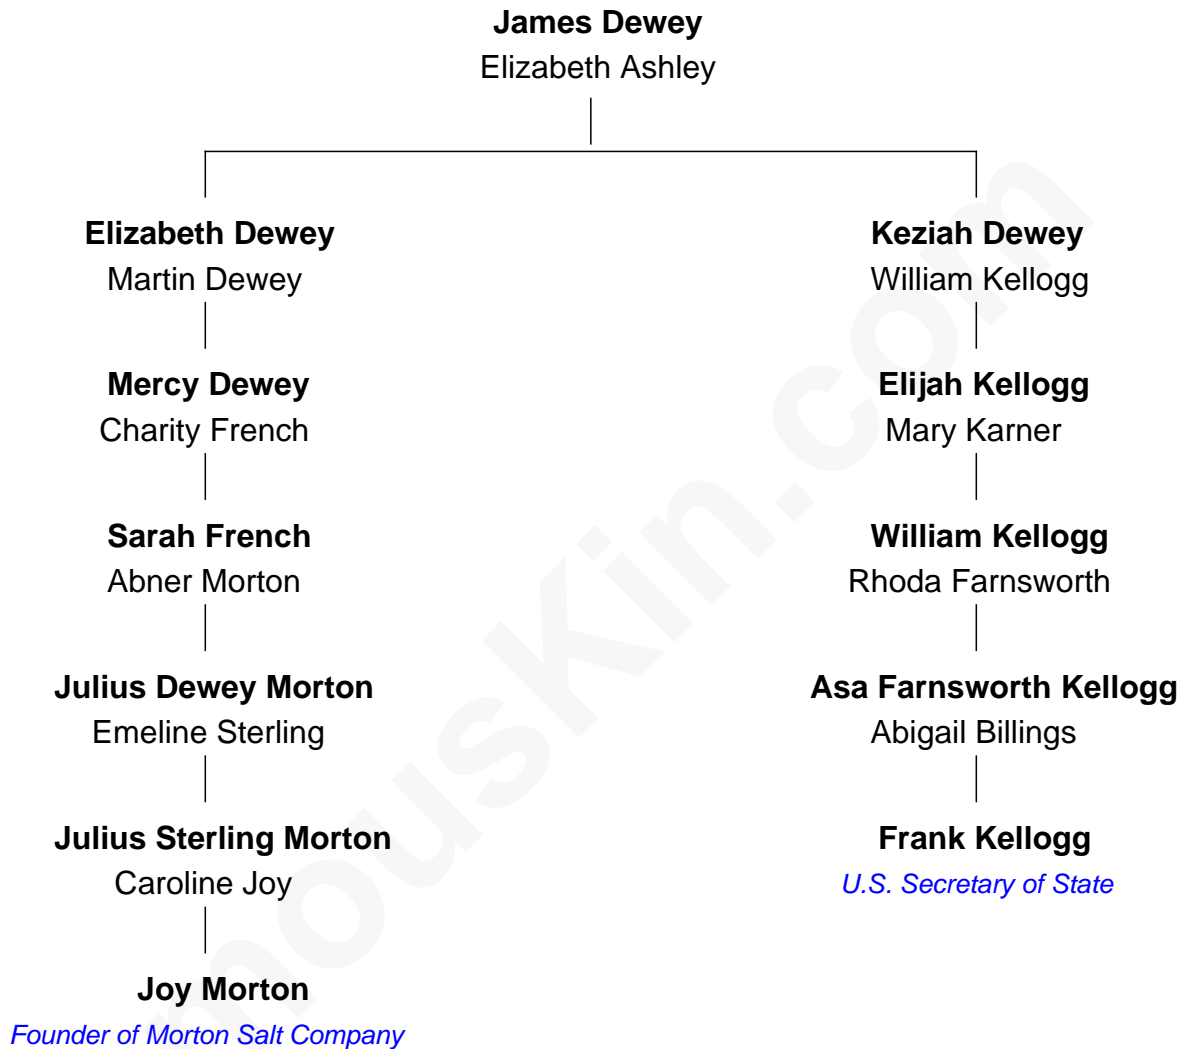 James Dewey
Elizabeth Ashley
Elizabeth Dewey
Martin Dewey
Keziah Dewey
William Kellogg
Mercy Dewey
Charity French
Elijah Kellogg
Mary Karner
Sarah French
Abner Morton
William Kellogg
Rhoda Farnsworth
Julius Dewey Morton
Emeline Sterling
Asa Farnsworth Kellogg
Abigail Billings
Julius Sterling Morton
Caroline Joy
Frank Kellogg
U.S. Secretary of State
Joy Morton
Founder of Morton Salt Company
mousKin.com